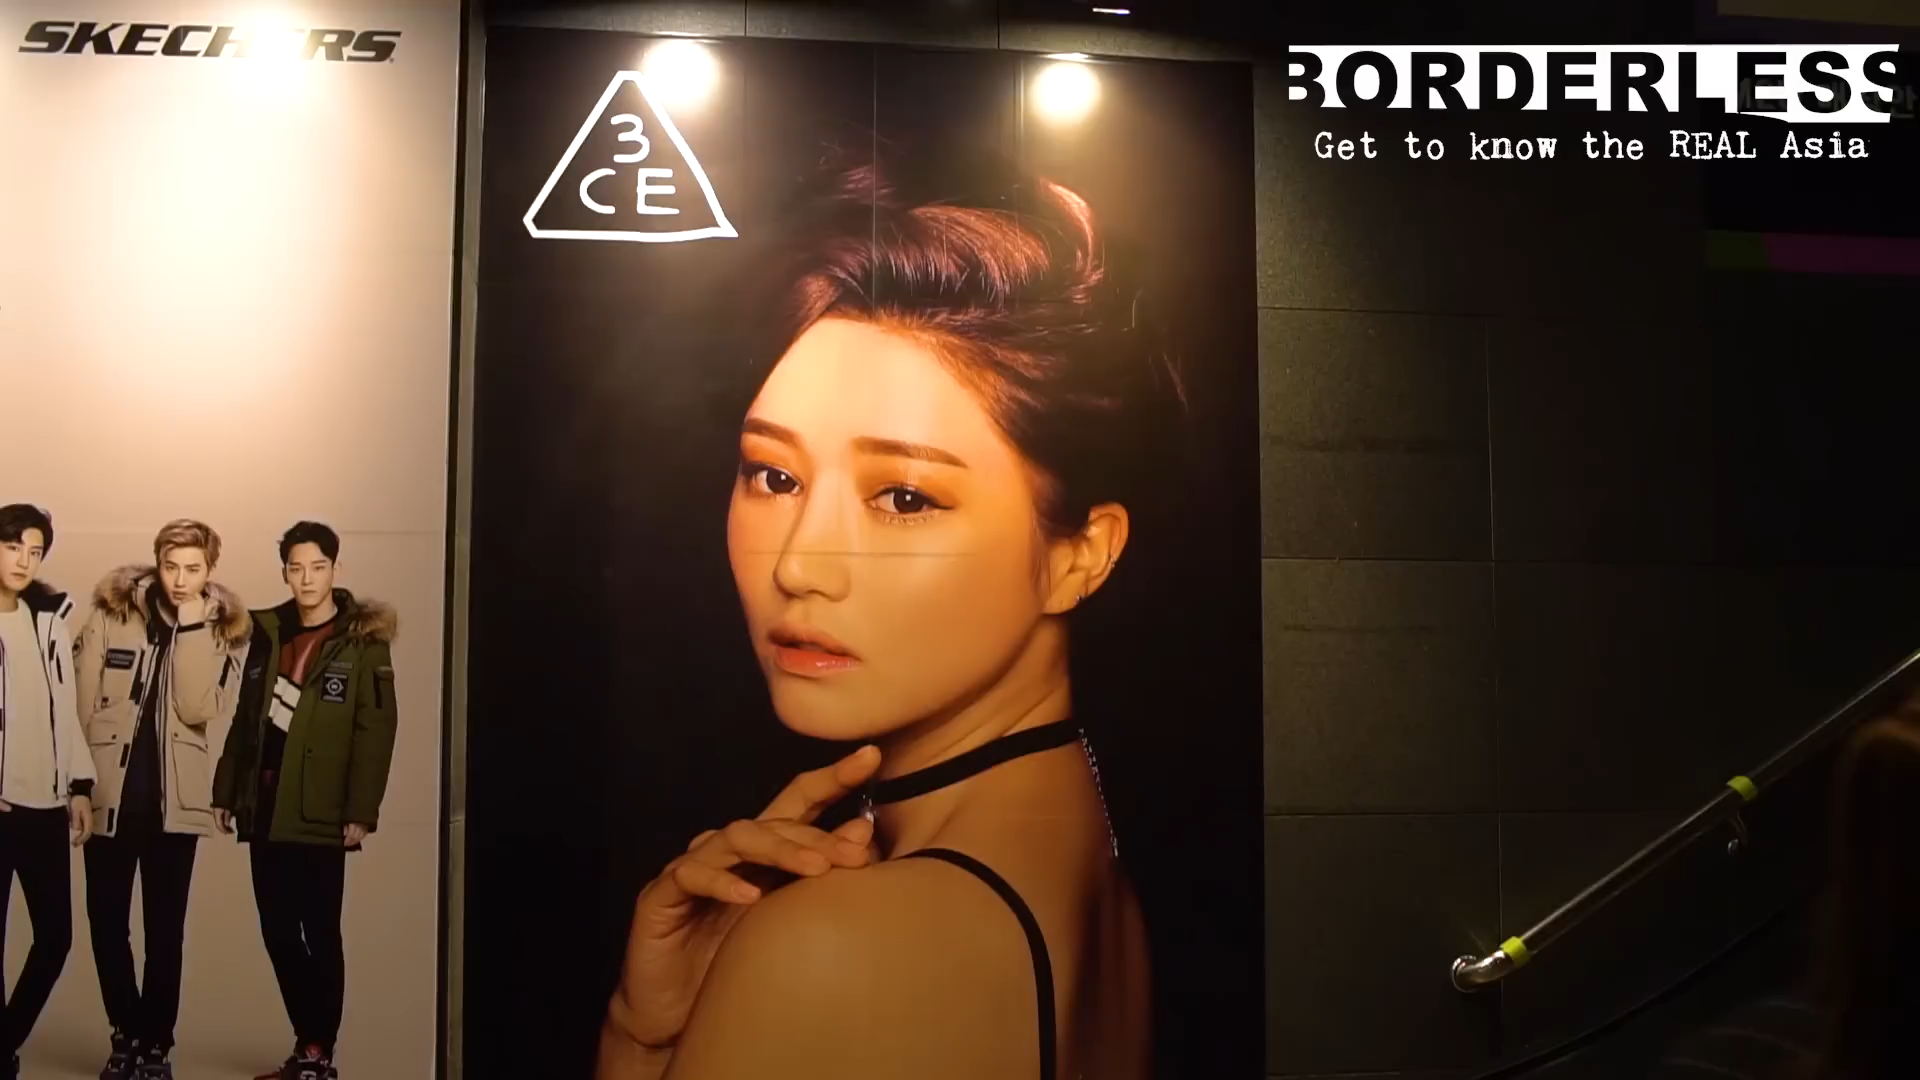 SKECHERS
3
CE
BORDERLESS
Get to know the REAL Asia